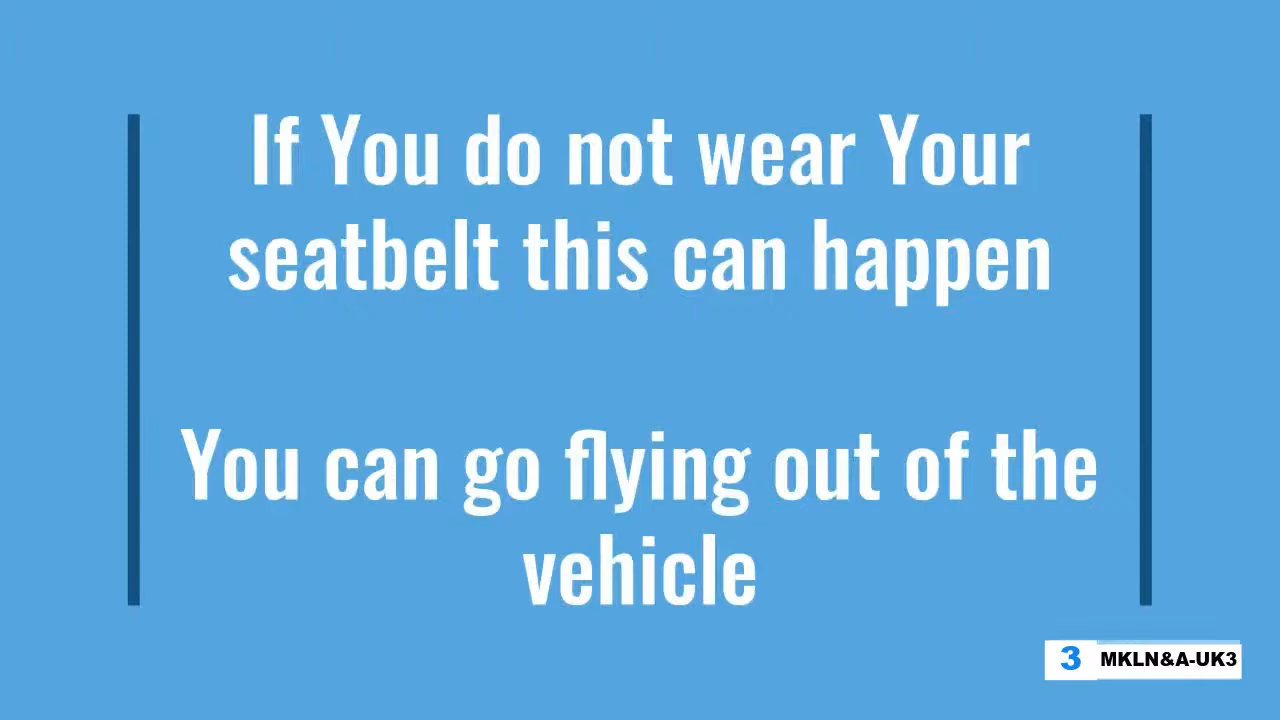 If You do not wear Your
seatbelt this can happen
You can go flying out of the
vehicle
3 MKLN&A-UK3